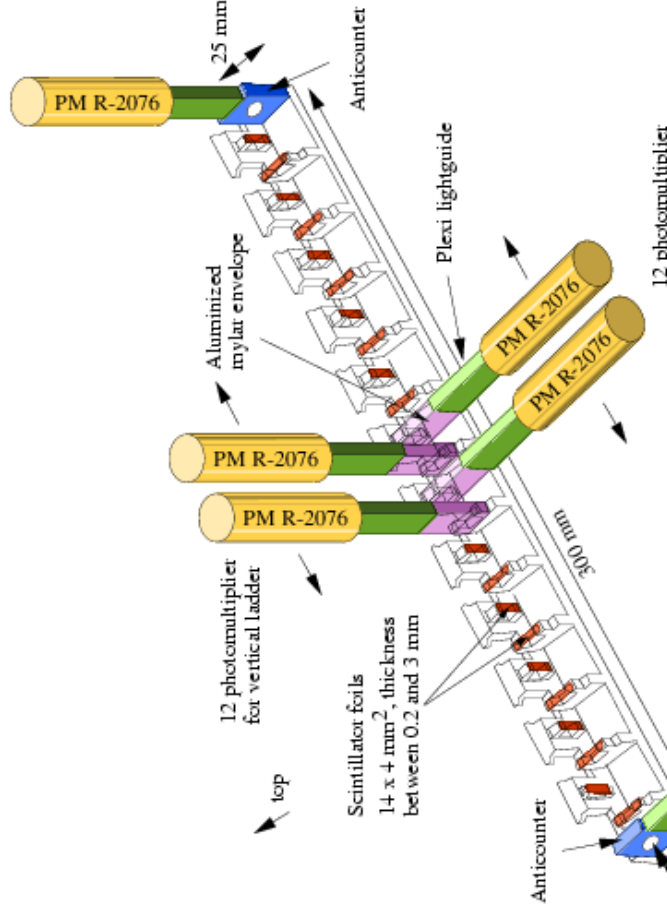 PM R-2076
25 mm
Anticounter
Aluminized
mylar envelope
Plexi lightguide
PM R-2076
PM R-2076
PM R-2076
PM R-2076
12 photomultiplier
12 photomultiplier
for vertical ladder
300 mm
top
Scintillator foils
14 x 4 mm², thickness
between 0.2 and 3 mm
Anticounter